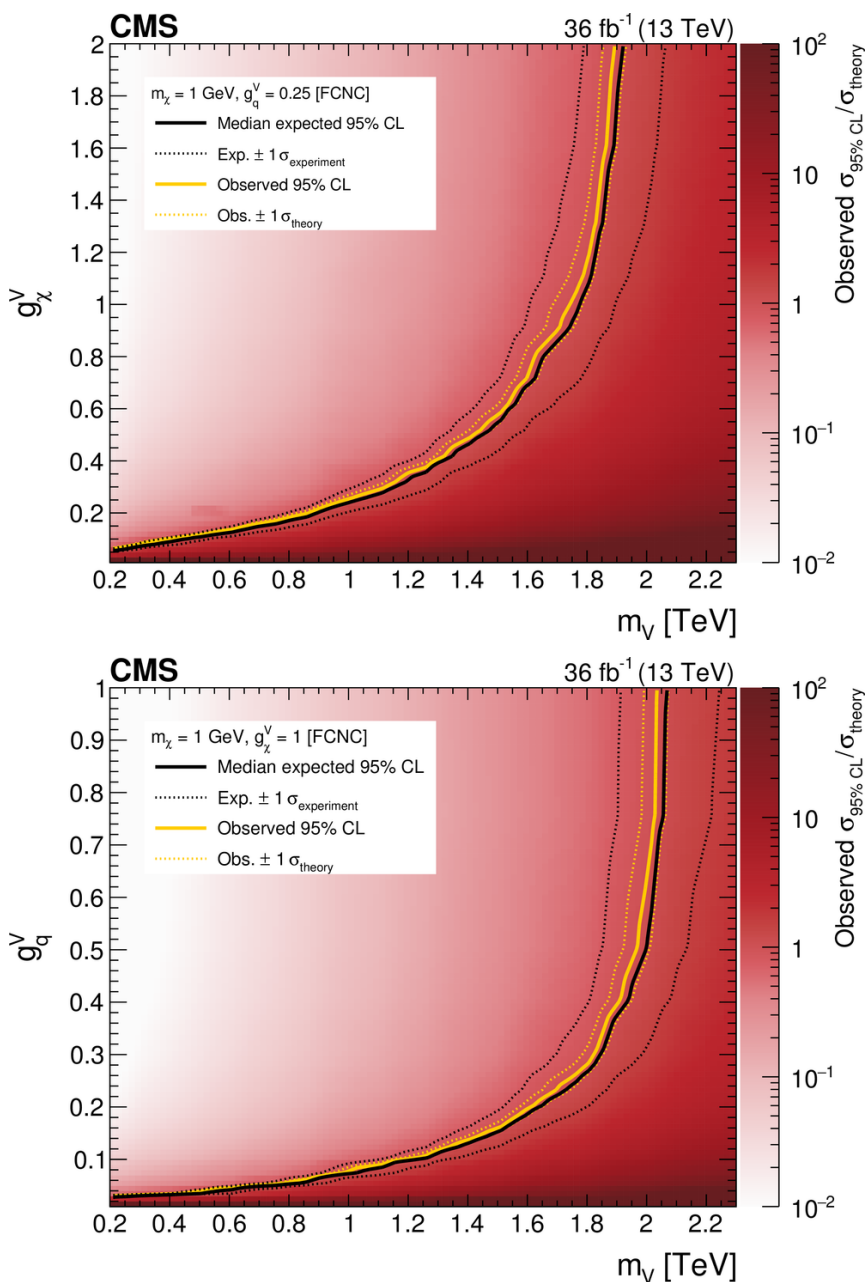 CMS 36 fb⁻¹ (13 TeV)
2
1.8
1.6
1.4
1.2
1
0.8
0.6
0.4
0.2
g_χ^V
m_χ = 1 GeV, g_q^V = 0.25 [FCNC]
Median expected 95% CL
Exp. ± 1 σ_experiment
Observed 95% CL
Obs. ± 1 σ_theory
0.2 0.4 0.6 0.8 1 1.2 1.4 1.6 1.8 2 2.2
m_V [TeV]
10²
10
1
10⁻¹
10⁻²
Observed σ_95% CL/σ_theory
CMS 36 fb⁻¹ (13 TeV)
1
0.9
0.8
0.7
0.6
0.5
0.4
0.3
0.2
0.1
g_q^V
m_χ = 1 GeV, g_χ^V = 1 [FCNC]
Median expected 95% CL
Exp. ± 1 σ_experiment
Observed 95% CL
Obs. ± 1 σ_theory
0.2 0.4 0.6 0.8 1 1.2 1.4 1.6 1.8 2 2.2
m_V [TeV]
10²
10
1
10⁻¹
10⁻²
Observed σ_95% CL/σ_theory